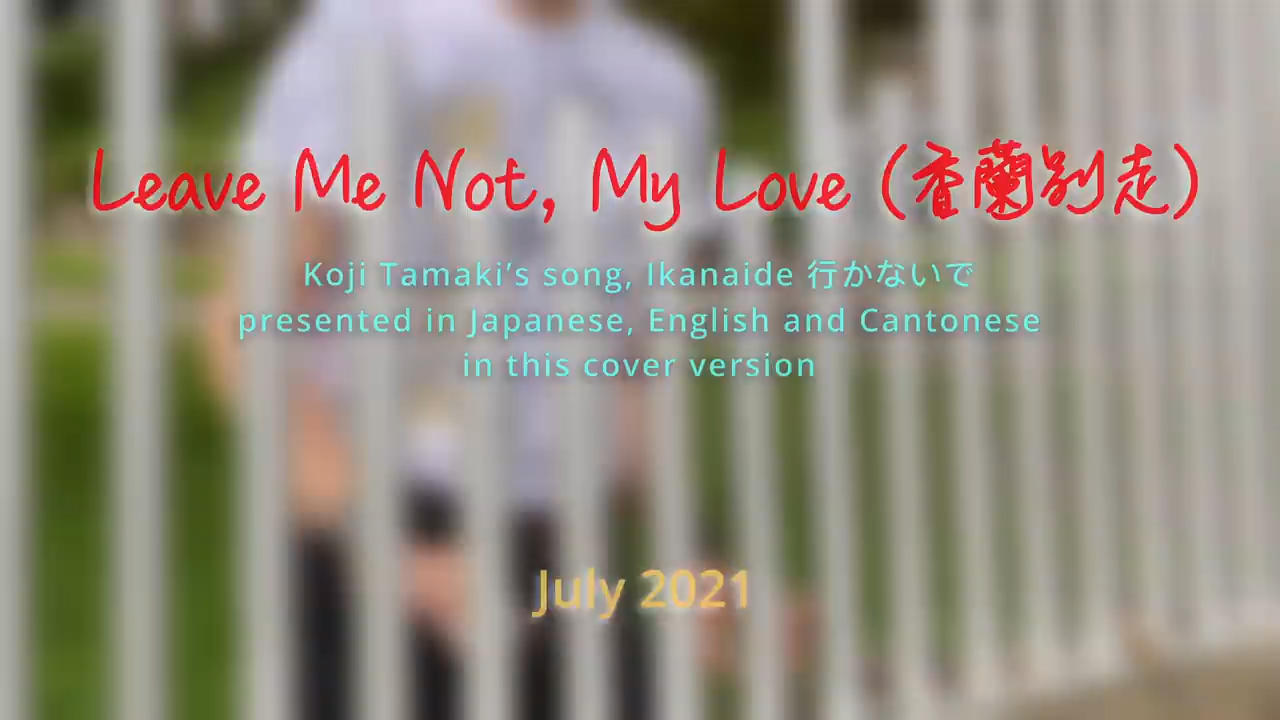 Leave Me Not, My Love (香蘭別走)
Koji Tamaki’s song, Ikanaide 行かないで
presented in Japanese, English and Cantonese
in this cover version
July 2021